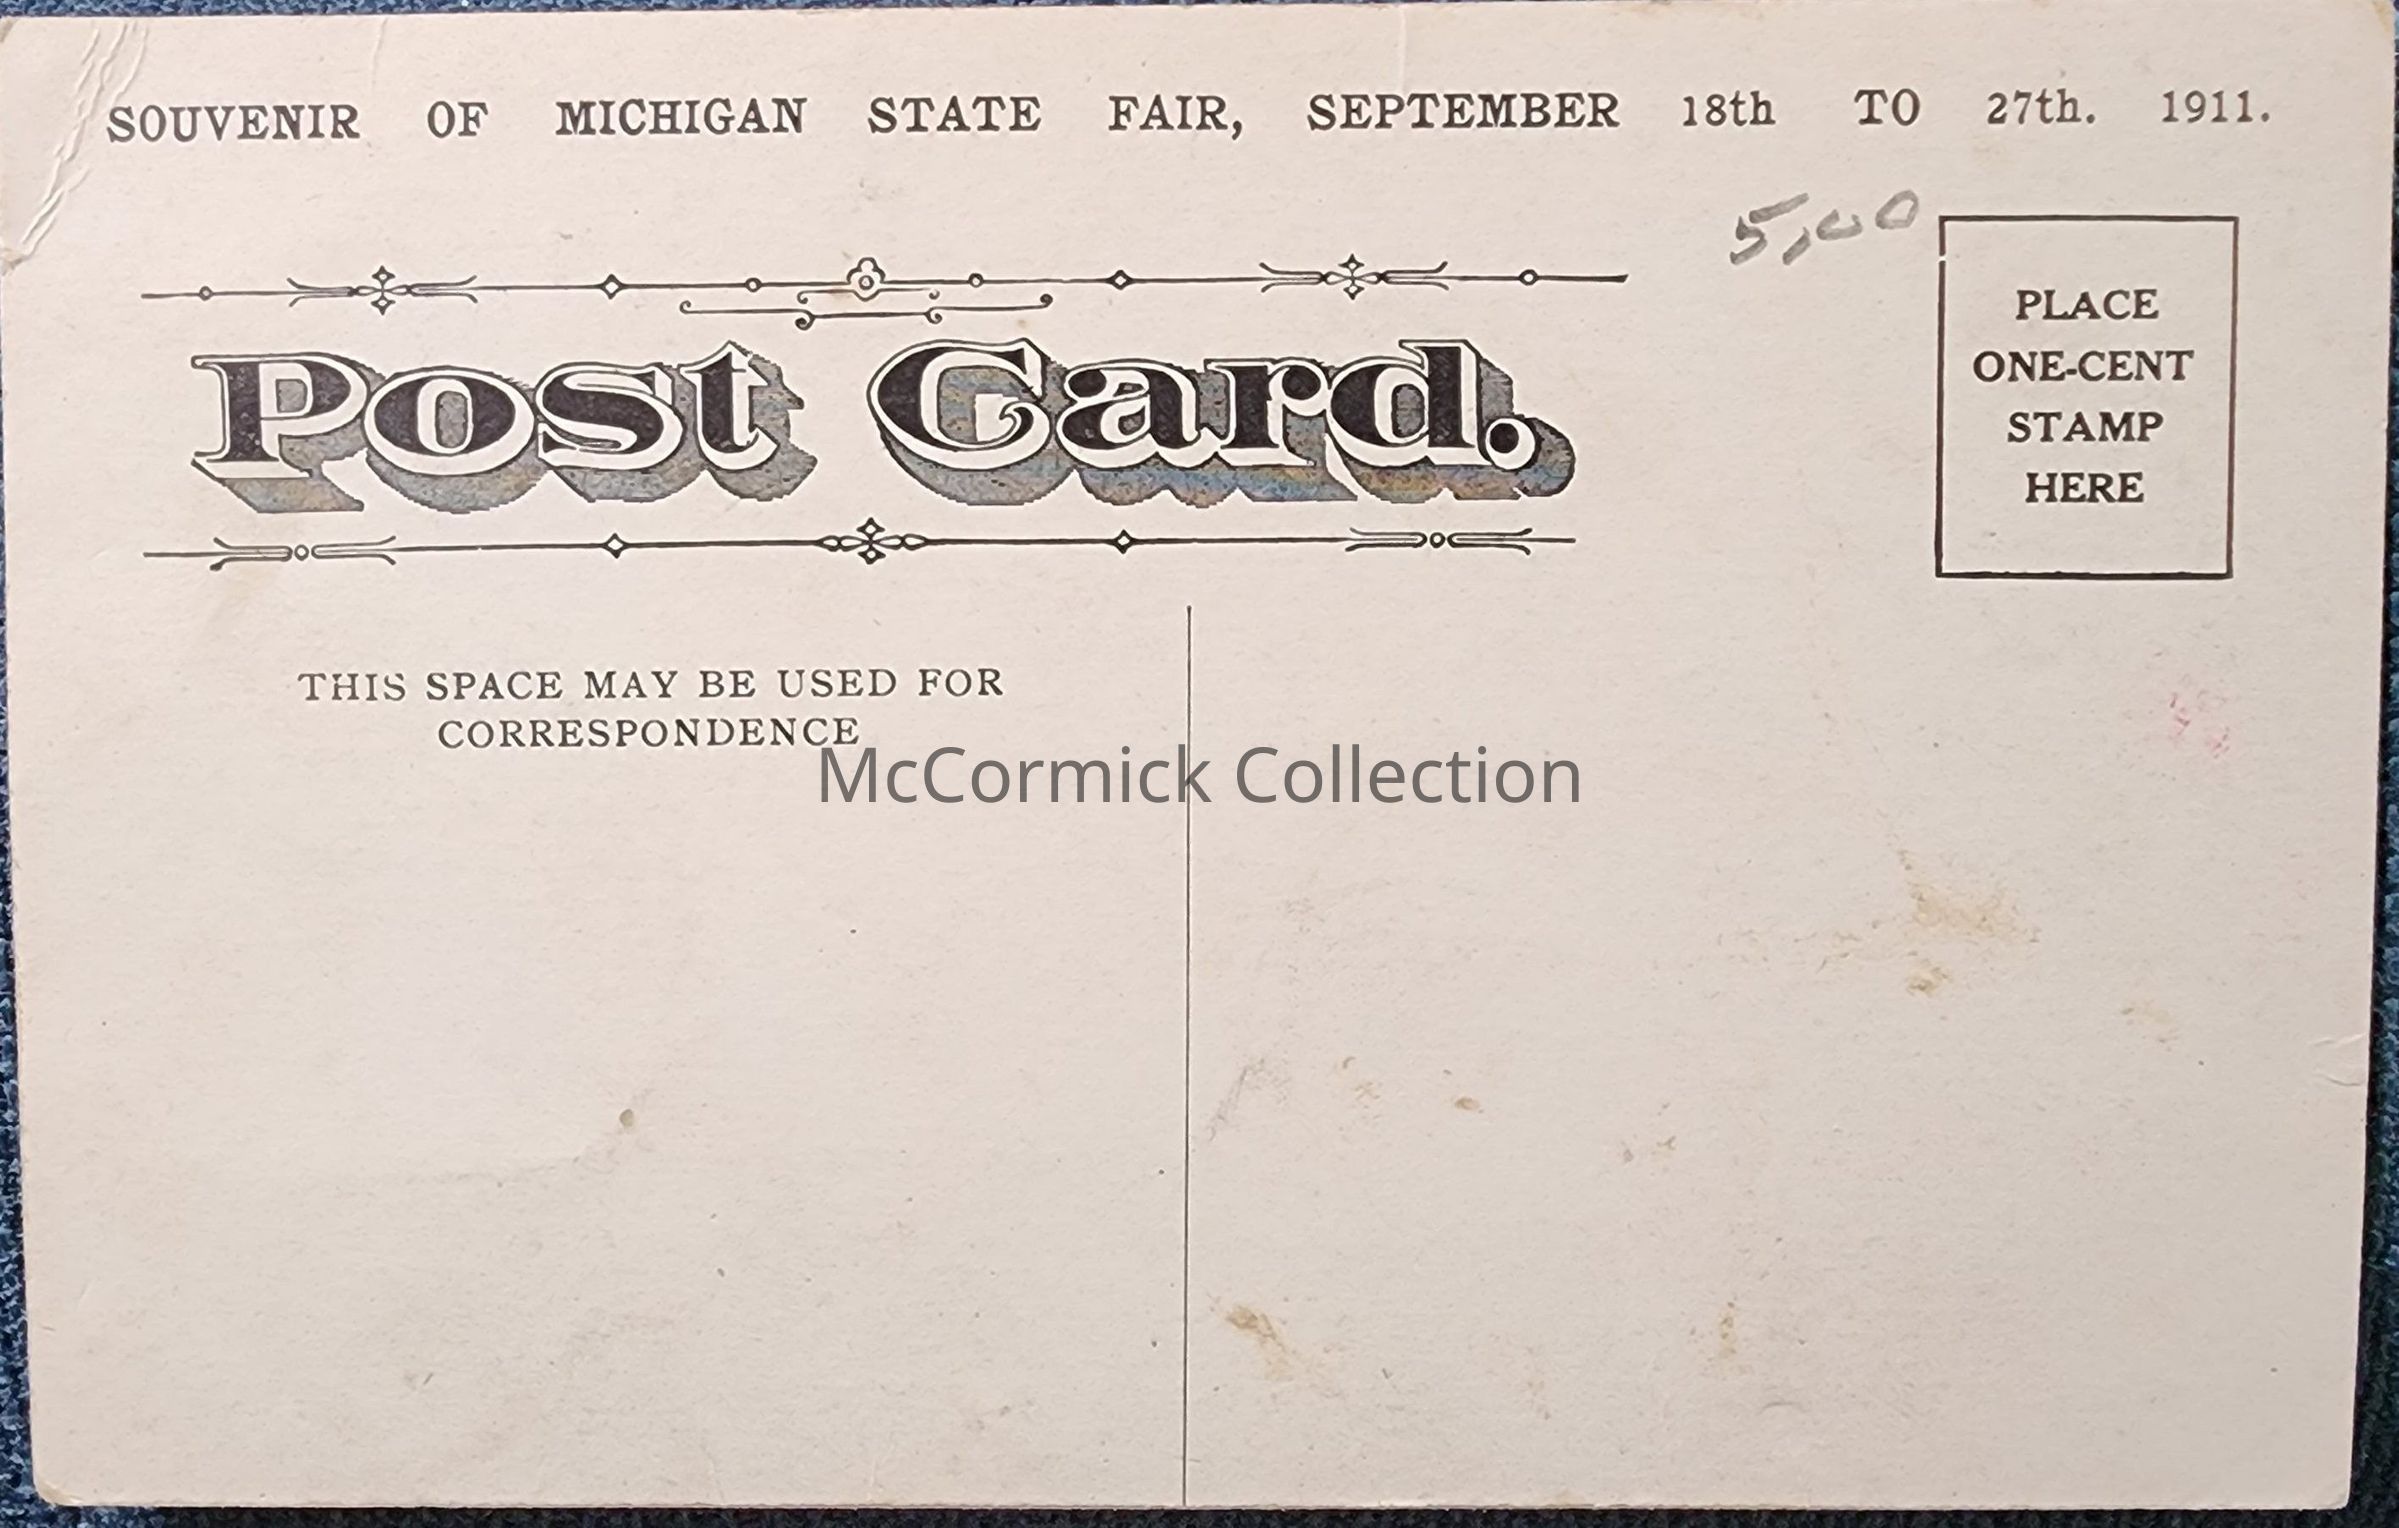 SOUVENIR OF MICHIGAN STATE FAIR, SEPTEMBER 18th TO 27th. 1911.
5,00
Post Card.
PLACE
ONE-CENT
STAMP
HERE
THIS SPACE MAY BE USED FOR
CORRESPONDENCE
McCormick Collection